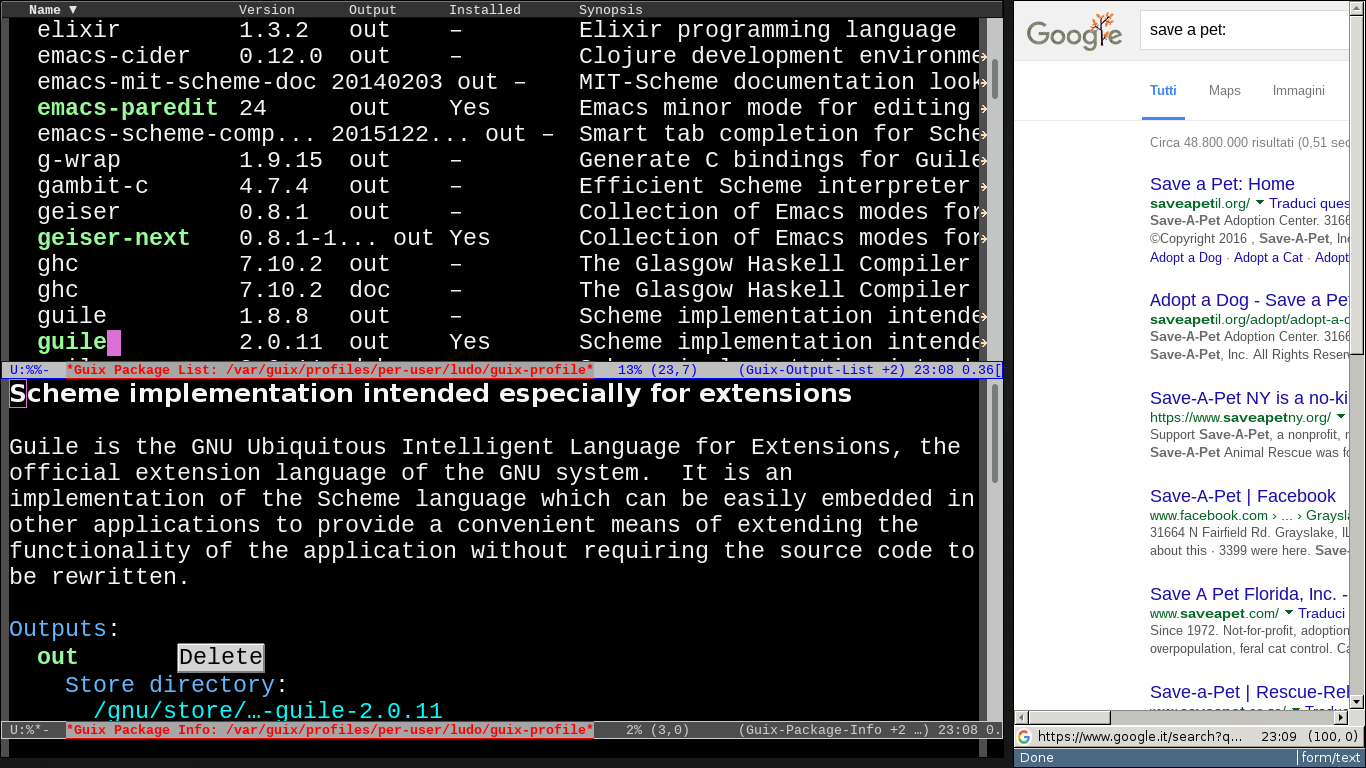 Name ▼ Version Output Installed Synopsis
elixir 1.3.2 out – Elixir programming language
emacs-cider 0.12.0 out – Clojure development environme
emacs-mit-scheme-doc 20140203 out – MIT-Scheme documentation look
emacs-paredit 24 out Yes Emacs minor mode for editing
emacs-scheme-comp... 2015122... out – Smart tab completion for Sche
g-wrap 1.9.15 out – Generate C bindings for Guile
gambit-c 4.7.4 out – Efficient Scheme interpreter
geiser 0.8.1 out – Collection of Emacs modes for
geiser-next 0.8.1-1... out Yes Collection of Emacs modes for
ghc 7.10.2 out – The Glasgow Haskell Compiler
ghc 7.10.2 doc – The Glasgow Haskell Compiler
guile 1.8.8 out – Scheme implementation intende
guile 2.0.11 out Yes Scheme implementation intende
U:%%- *Guix Package List: /var/guix/profiles/per-user/ludo/guix-profile* 13% (23,7) (Guix-Output-List +2) 23:08 0.36[
Scheme implementation intended especially for extensions
Guile is the GNU Ubiquitous Intelligent Language for Extensions, the
official extension language of the GNU system. It is an
implementation of the Scheme language which can be easily embedded in
other applications to provide a convenient means of extending the
functionality of the application without requiring the source code to
be rewritten.
Outputs:
out Delete
Store directory:
/gnu/store/…-guile-2.0.11
U:%*- *Guix Package Info: /var/guix/profiles/per-user/ludo/guix-profile* 2% (3,0) (Guix-Package-Info +2 …) 23:08 0.
Google
save a pet:
Tutti Maps Immagini
Circa 48.800.000 risultati (0,51 sec
Save a Pet: Home
saveapetil.org/ Traduci ques
Save-A-Pet Adoption Center. 3166
©Copyright 2016 , Save-A-Pet, Inc
Adopt a Dog · Adopt a Cat · Adopt
Adopt a Dog - Save a Pet
saveapetil.org/adopt/adopt-a-d
Save-A-Pet Adoption Center. 3166
Save-A-Pet, Inc. All Rights Reser
Save-A-Pet NY is a no-ki
https://www.saveapetny.org/
Support Save-A-Pet, a nonprofit, n
Save-A-Pet Animal Rescue was fo
Save-A-Pet | Facebook
www.facebook.com › ... › Grayslake
31664 N Fairfield Rd. Grayslake, IL
about this · 3399 were here. Save-
Save A Pet Florida, Inc. -
www.saveapet.com/ Traduci
Since 1972. Not-for-profit, adoption
overpopulation, feral cat control. Ca
Save-a-Pet | Rescue-Reh
https://www.google.it/search?q... 23:09 (100, 0)
Done form/text